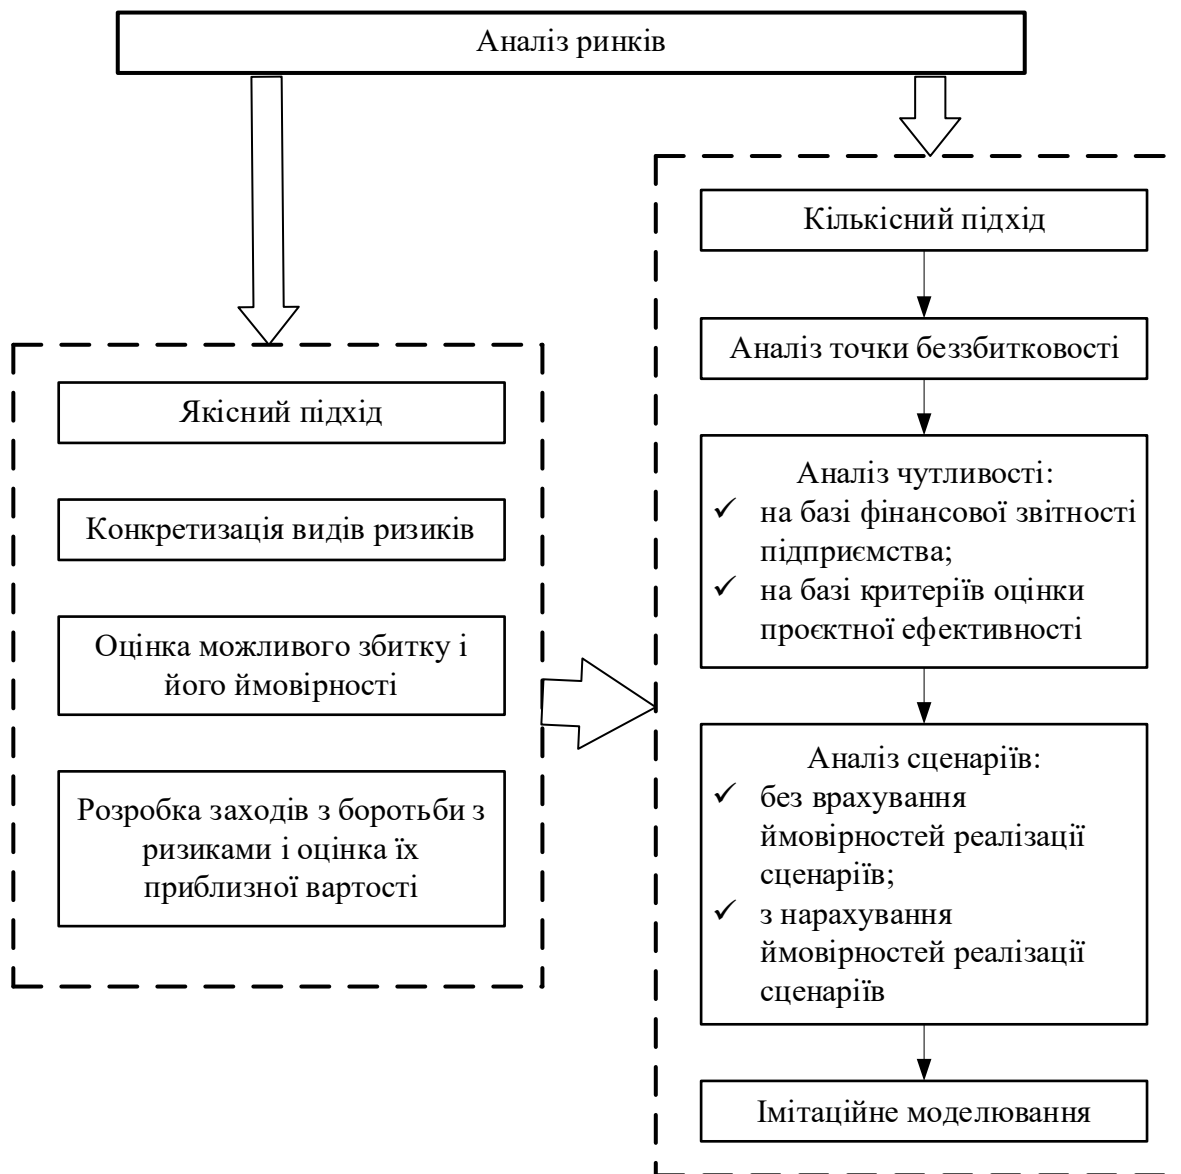 Аналіз ринків
Якісний підхід
Конкретизація видів ризиків
Оцінка можливого збитку і
його ймовірності
Розробка заходів з боротьби з
ризиками і оцінка їх
приблизної вартості
Кількісний підхід
Аналіз точки беззбитковості
Аналіз чутливості:
✓ на базі фінансової звітності
підприємства;
✓ на базі критеріїв оцінки
проєктної ефективності
Аналіз сценаріїв:
✓ без врахування
ймовірностей реалізації
сценаріїв;
✓ з нарахування
ймовірностей реалізації
сценаріїв
Імітаційне моделювання